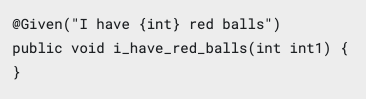 @Given("I have {int} red balls")
public void i_have_red_balls(int int1) {
}